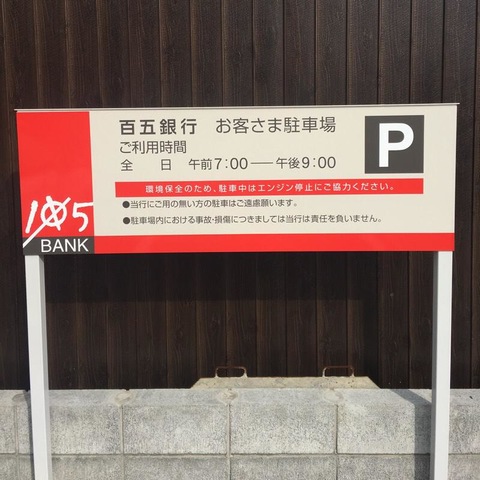 百五銀行 お客さま駐車場
P
ご利用時間
全 日 午前7:00──午後9:00
環境保全のため、駐車中はエンジン停止にご協力ください。
●当行にご用の無い方の駐車はご遠慮願います。
●駐車場内における事故・損傷につきましては当行は責任を負いません。
105
BANK